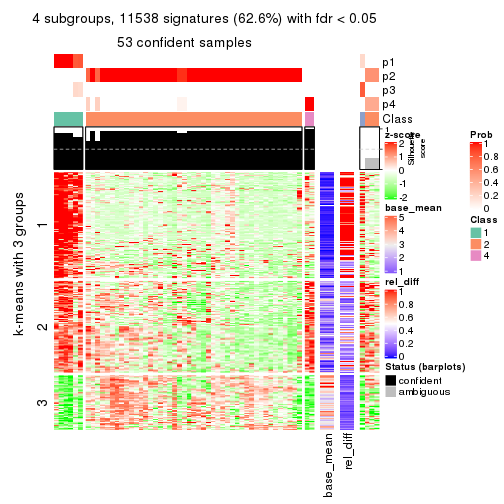 4 subgroups, 11538 signatures (62.6%) with fdr < 0.05
53 confident samples
p1
p2
p3
p4
Class
1
Silhouette
score
k-means with 3 groups
1
2
3
base_mean
rel_diff
z-score
2
1
0
-1
-2
base_mean
5
4
3
2
1
rel_diff
1
0.8
0.6
0.4
0.2
0
Status (barplots)
confident
ambiguous
Prob
1
0.8
0.6
0.4
0.2
0
Class
1
2
4